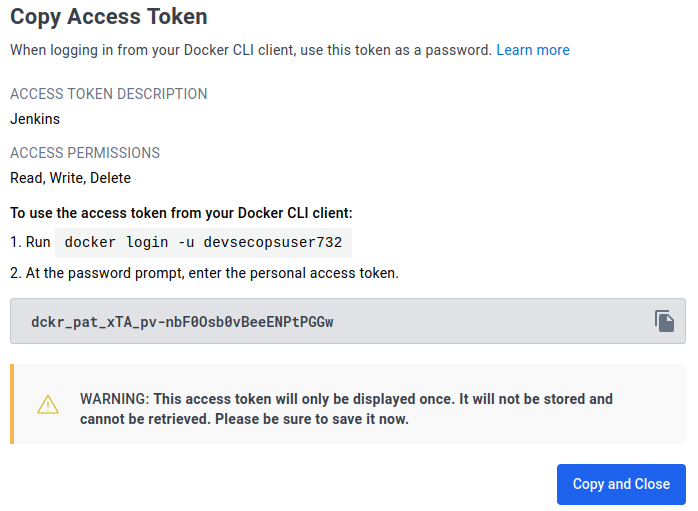 Copy Access Token
When logging in from your Docker CLI client, use this token as a password. Learn more
ACCESS TOKEN DESCRIPTION
Jenkins
ACCESS PERMISSIONS
Read, Write, Delete
To use the access token from your Docker CLI client:
1. Run docker login -u devsecopsuser732
2. At the password prompt, enter the personal access token.
dckr_pat_xTA_pv-nbF0Osb0vBeeENPtPGGw
WARNING: This access token will only be displayed once. It will not be stored and
cannot be retrieved. Please be sure to save it now.
Copy and Close